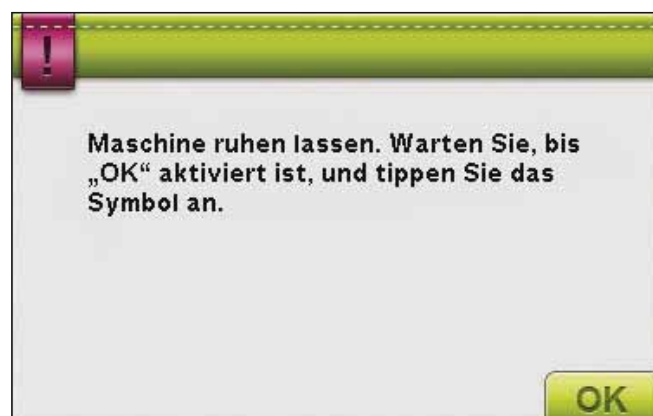 !
Maschine ruhen lassen. Warten Sie, bis
„OK“ aktiviert ist, und tippen Sie das
Symbol an.
OK